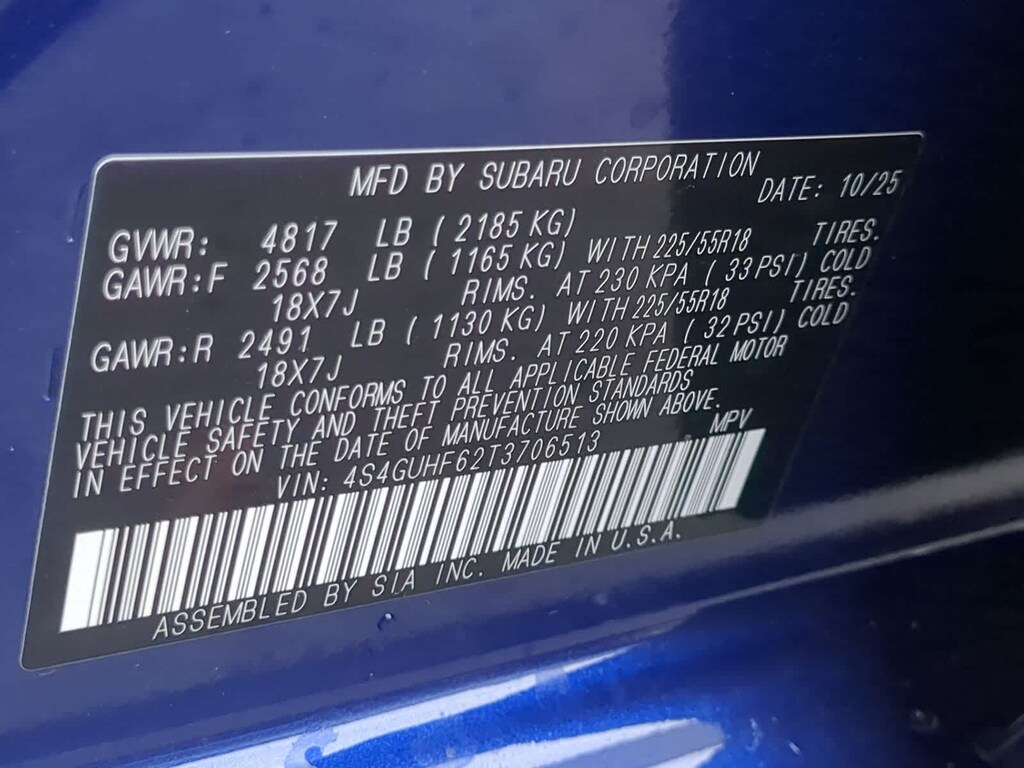 MFD BY SUBARU CORPORATION
DATE: 10/25
GVWR: 4817 LB (2185 KG)
GAWR:F 2568 LB (1165 KG) WITH 225/55R18 TIRES.
18X7J RIMS. AT 230 KPA (33 PSI) COLD
GAWR:R 2491 LB (1130 KG) WITH 225/55R18 TIRES.
18X7J RIMS. AT 220 KPA (32 PSI) COLD
THIS VEHICLE CONFORMS TO ALL APPLICABLE FEDERAL MOTOR
VEHICLE SAFETY AND THEFT PREVENTION STANDARDS
IN EFFECT ON THE DATE OF MANUFACTURE SHOWN ABOVE.
VIN: 4S4GUHF62T3706513 MPV
ASSEMBLED BY SIA INC. MADE IN U.S.A.